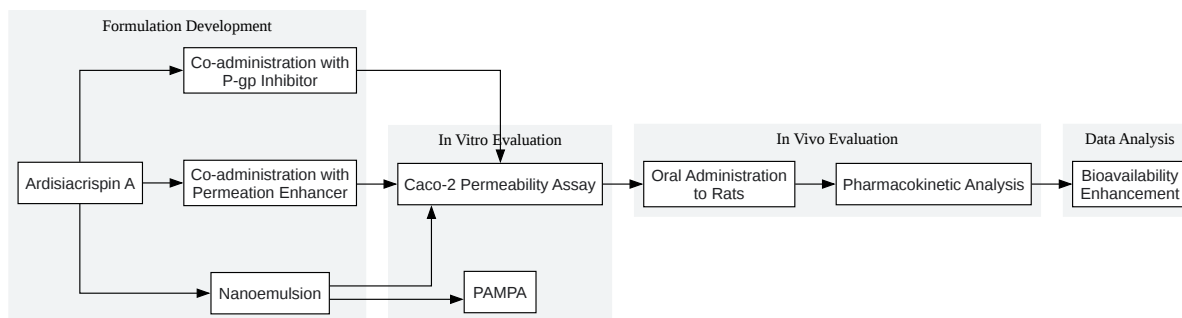 Formulation Development
Co-administration with
P-gp Inhibitor
Ardisiacrispin A
Co-administration with
Permeation Enhancer
Nanoemulsion
In Vitro Evaluation
Caco-2 Permeability Assay
PAMPA
In Vivo Evaluation
Oral Administration
to Rats
Pharmacokinetic Analysis
Data Analysis
Bioavailability
Enhancement